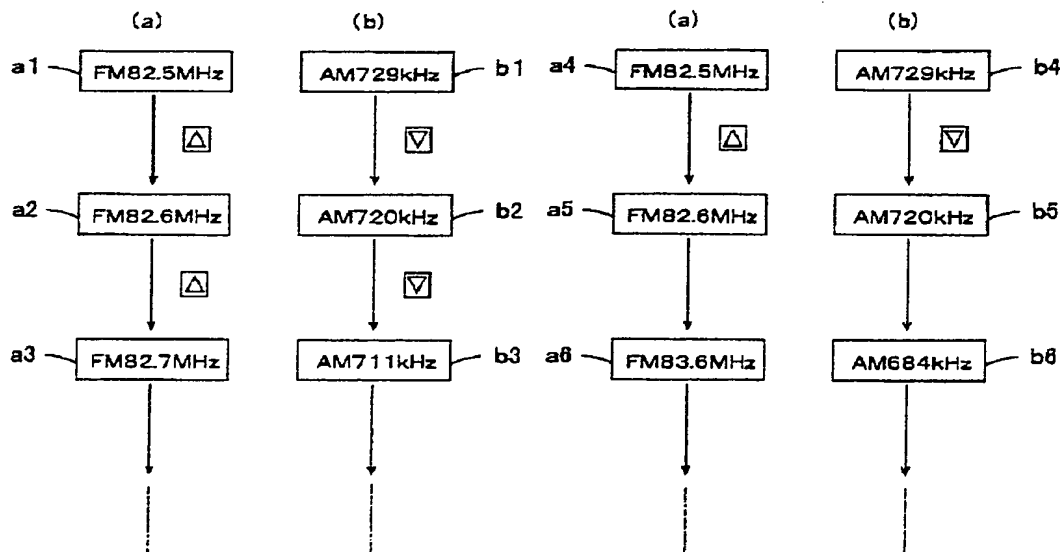 (a) (b) (a) (b)
a1 FM82.5MHz AM729kHz b1 a4 FM82.5MHz AM729kHz b4
a2 FM82.6MHz AM720kHz b2 a5 FM82.6MHz AM720kHz b5
a3 FM82.7MHz AM711kHz b3 a6 FM83.6MHz AM684kHz b6